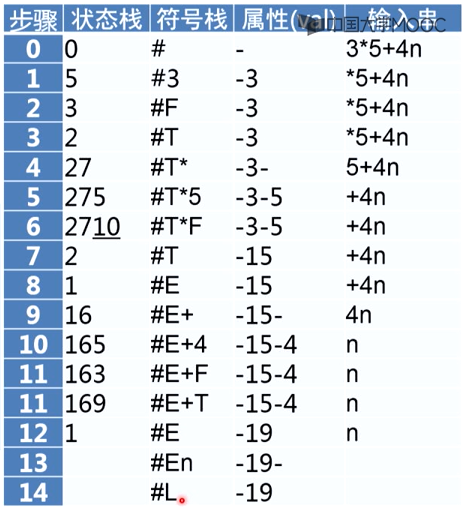 步骤 状态栈 符号栈 属性(val) 输入串
中国大学MOOC
0 0 # - 3*5+4n
1 5 #3 -3 *5+4n
2 3 #F -3 *5+4n
3 2 #T -3 *5+4n
4 27 #T* -3- 5+4n
5 275 #T*5 -3-5 +4n
6 2710 #T*F -3-5 +4n
7 2 #T -15 +4n
8 1 #E -15 +4n
9 16 #E+ -15- 4n
10 165 #E+4 -15-4 n
11 163 #E+F -15-4 n
11 169 #E+T -15-4 n
12 1 #E -19 n
13 #En -19-
14 #L -19